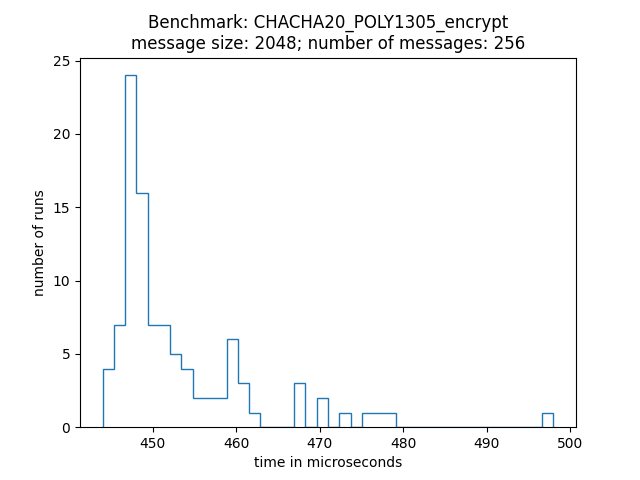 Benchmark: CHACHA20_POLY1305_encrypt
message size: 2048; number of messages: 256
25
20
15
10
5
0
number of runs
450 460 470 480 490 500
time in microseconds